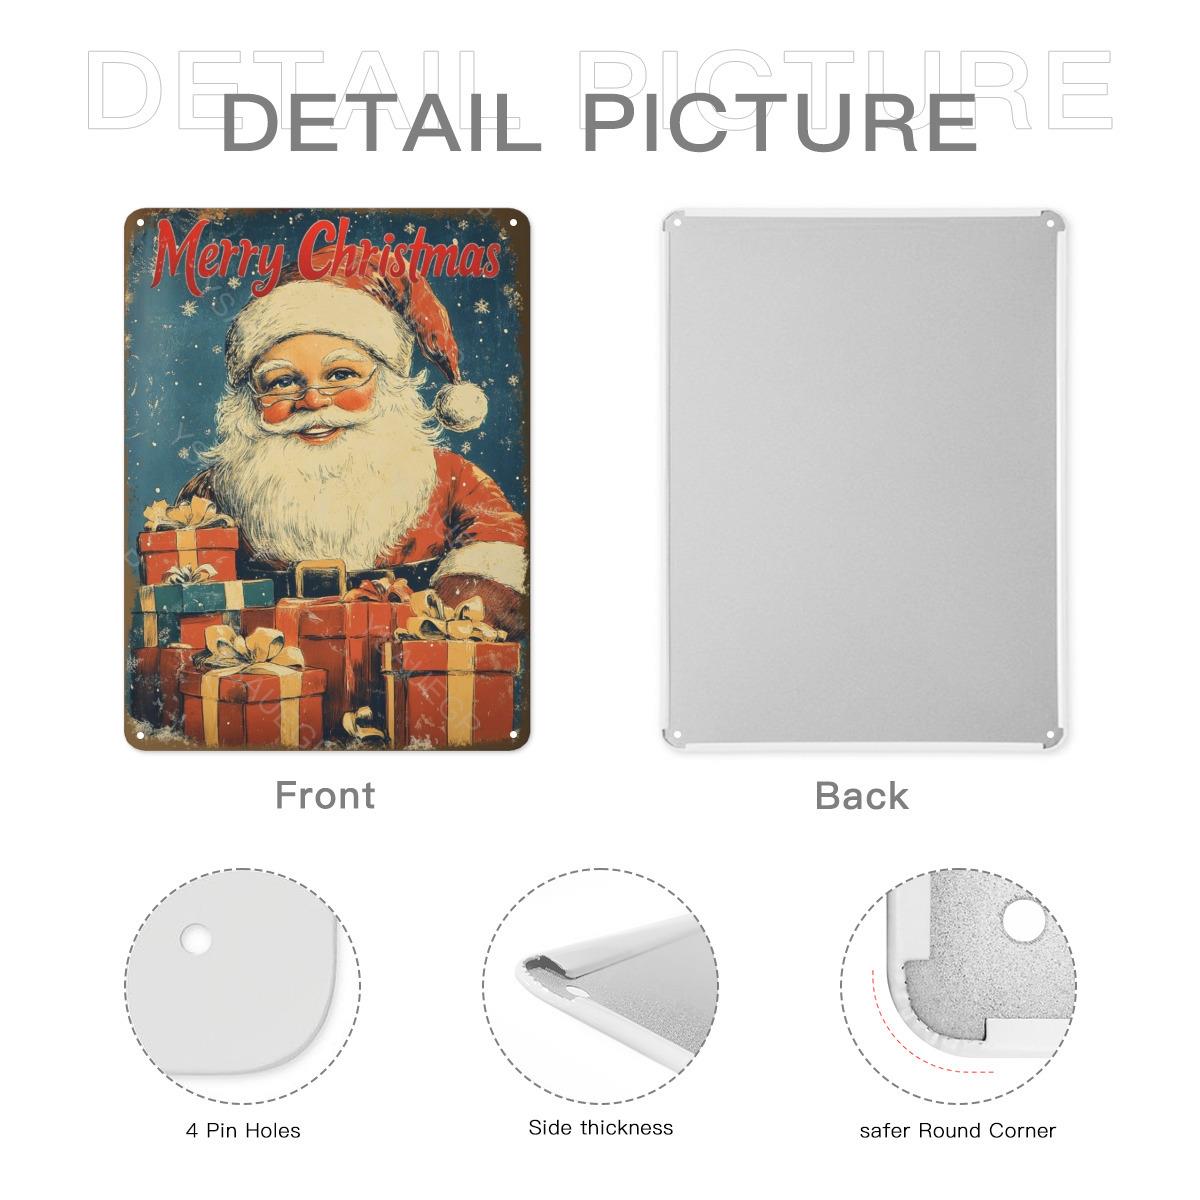 DETAIL PICTURE
DETAIL PICTURE
Merry Christmas
Front
Back
4 Pin Holes
Side thickness
safer Round Corner